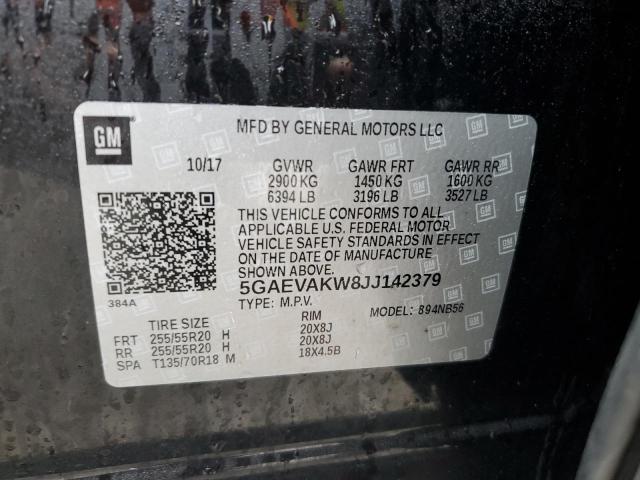 GM
MFD BY GENERAL MOTORS LLC
10/17 GVWR GAWR FRT GAWR RR
2900 KG 1450 KG 1600 KG
6394 LB 3196 LB 3527 LB
THIS VEHICLE CONFORMS TO ALL
APPLICABLE U.S. FEDERAL MOTOR
VEHICLE SAFETY STANDARDS IN EFFECT
ON THE DATE OF MANUFACTURE
SHOWN ABOVE.
5GAEVAKW8JJ142379
384A
TYPE: M.P.V. MODEL: 894NB56
TIRE SIZE RIM
FRT 255/55R20 H 20X8J
RR 255/55R20 H 20X8J
SPA T135/70R18 M 18X4.5B